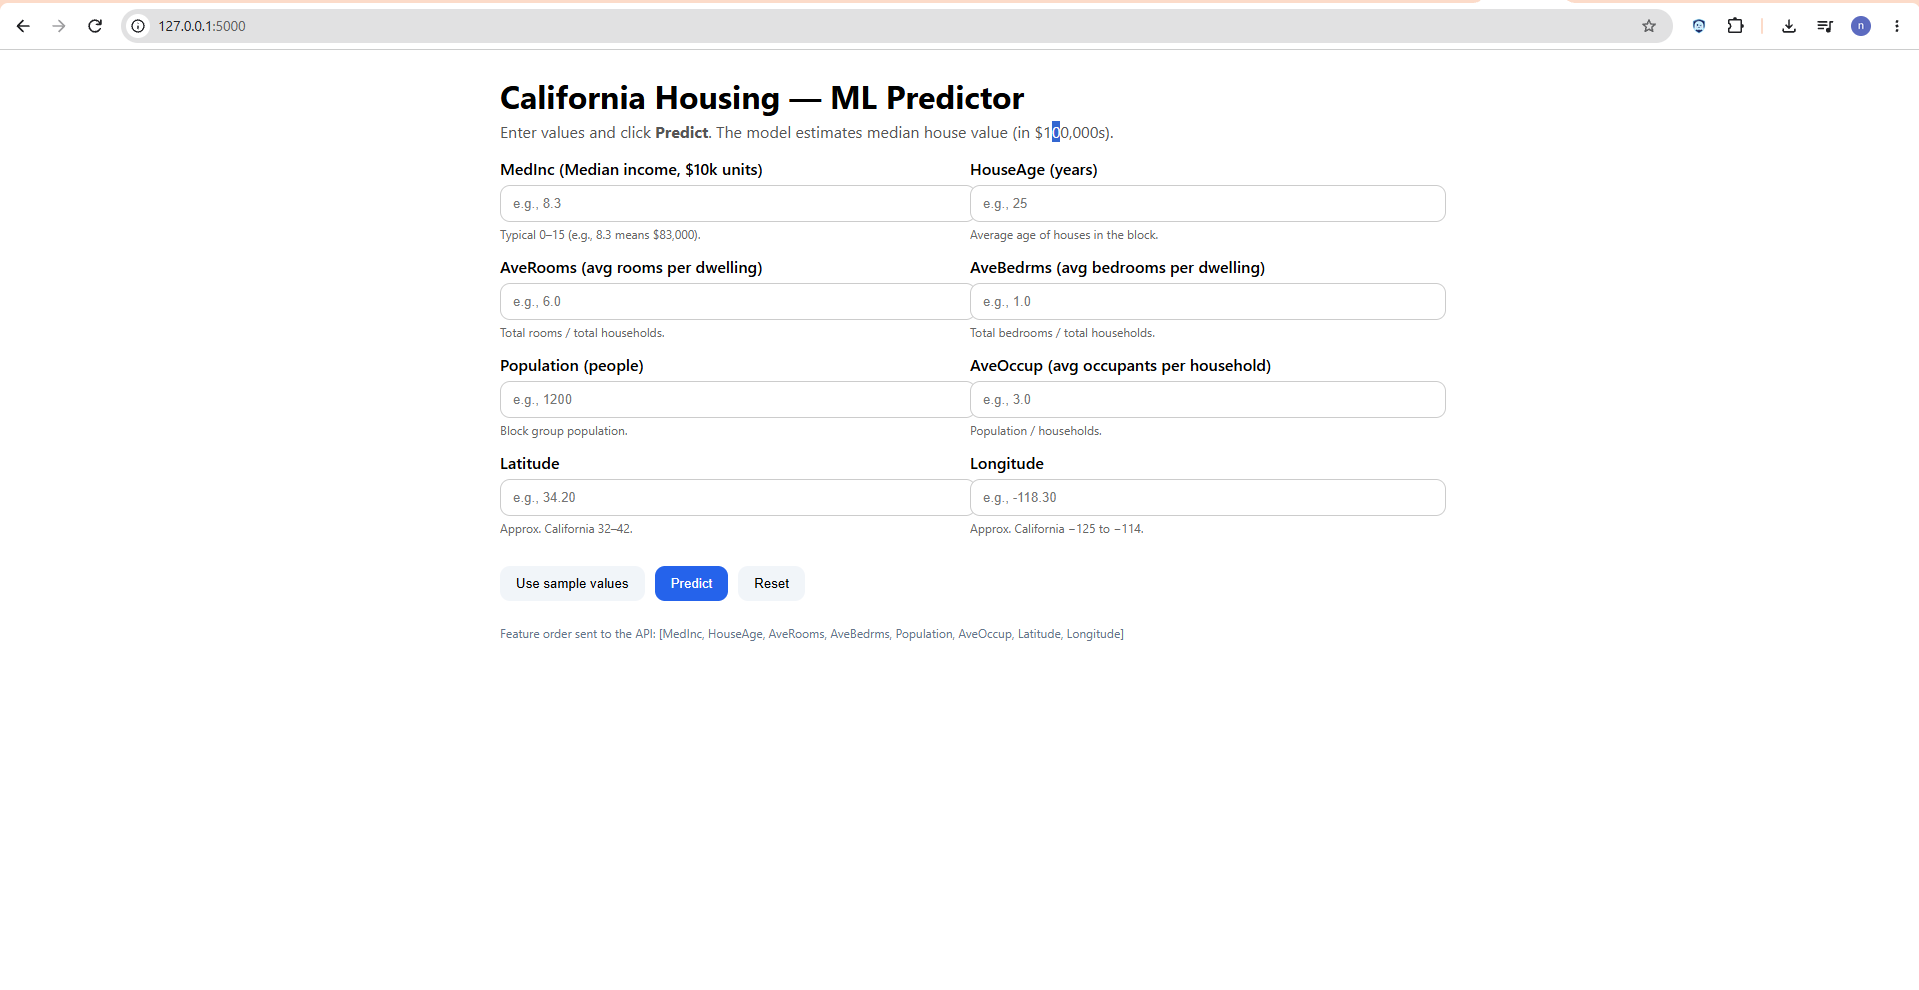 127.0.0.1:5000
n
California Housing — ML Predictor
Enter values and click Predict. The model estimates median house value (in $100,000s).
MedInc (Median income, $10k units)
HouseAge (years)
e.g., 8.3
e.g., 25
Typical 0–15 (e.g., 8.3 means $83,000).
Average age of houses in the block.
AveRooms (avg rooms per dwelling)
AveBedrms (avg bedrooms per dwelling)
e.g., 6.0
e.g., 1.0
Total rooms / total households.
Total bedrooms / total households.
Population (people)
AveOccup (avg occupants per household)
e.g., 1200
e.g., 3.0
Block group population.
Population / households.
Latitude
Longitude
e.g., 34.20
e.g., -118.30
Approx. California 32–42.
Approx. California −125 to −114.
Use sample values
Predict
Reset
Feature order sent to the API: [MedInc, HouseAge, AveRooms, AveBedrms, Population, AveOccup, Latitude, Longitude]